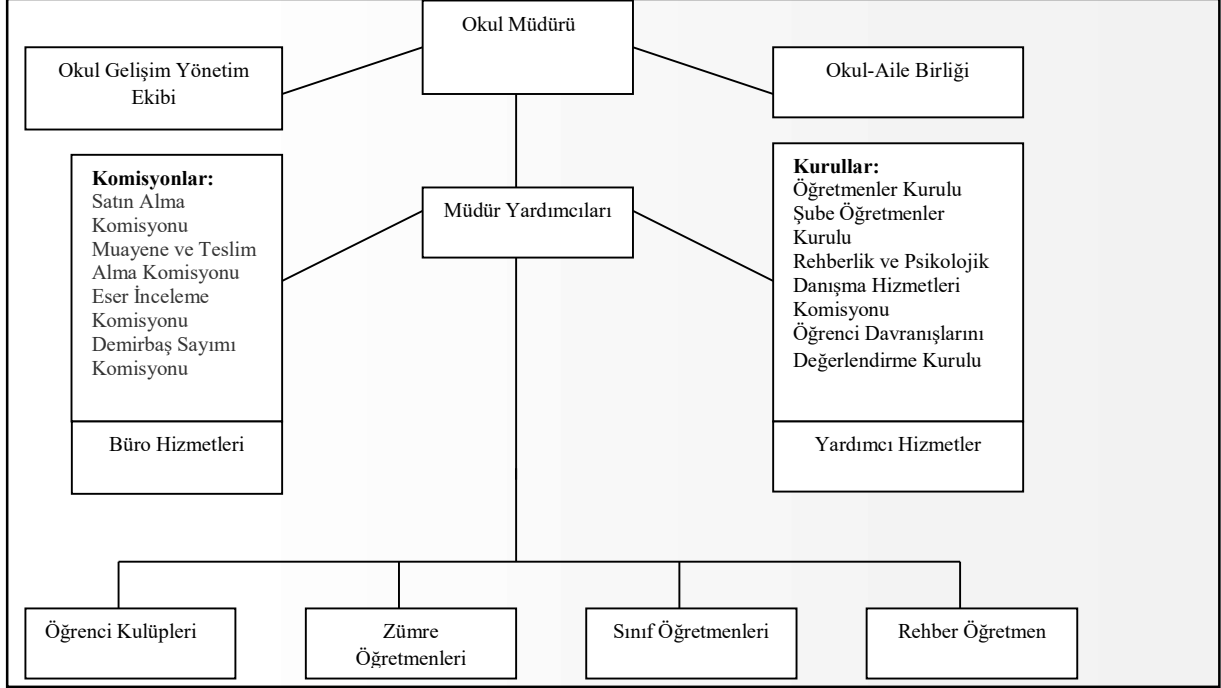 Okul Müdürü
Okul Gelişim Yönetim
Ekibi
Okul-Aile Birliği
Komisyonlar:
Satın Alma
Komisyonu
Muayene ve Teslim
Alma Komisyonu
Eser İnceleme
Komisyonu
Demirbaş Sayımı
Komisyonu
Müdür Yardımcıları
Kurullar:
Öğretmenler Kurulu
Şube Öğretmenler
Kurulu
Rehberlik ve Psikolojik
Danışma Hizmetleri
Komisyonu
Öğrenci Davranışlarını
Değerlendirme Kurulu
Büro Hizmetleri
Yardımcı Hizmetler
Öğrenci Kulüpleri
Zümre
Öğretmenleri
Sınıf Öğretmenleri
Rehber Öğretmen